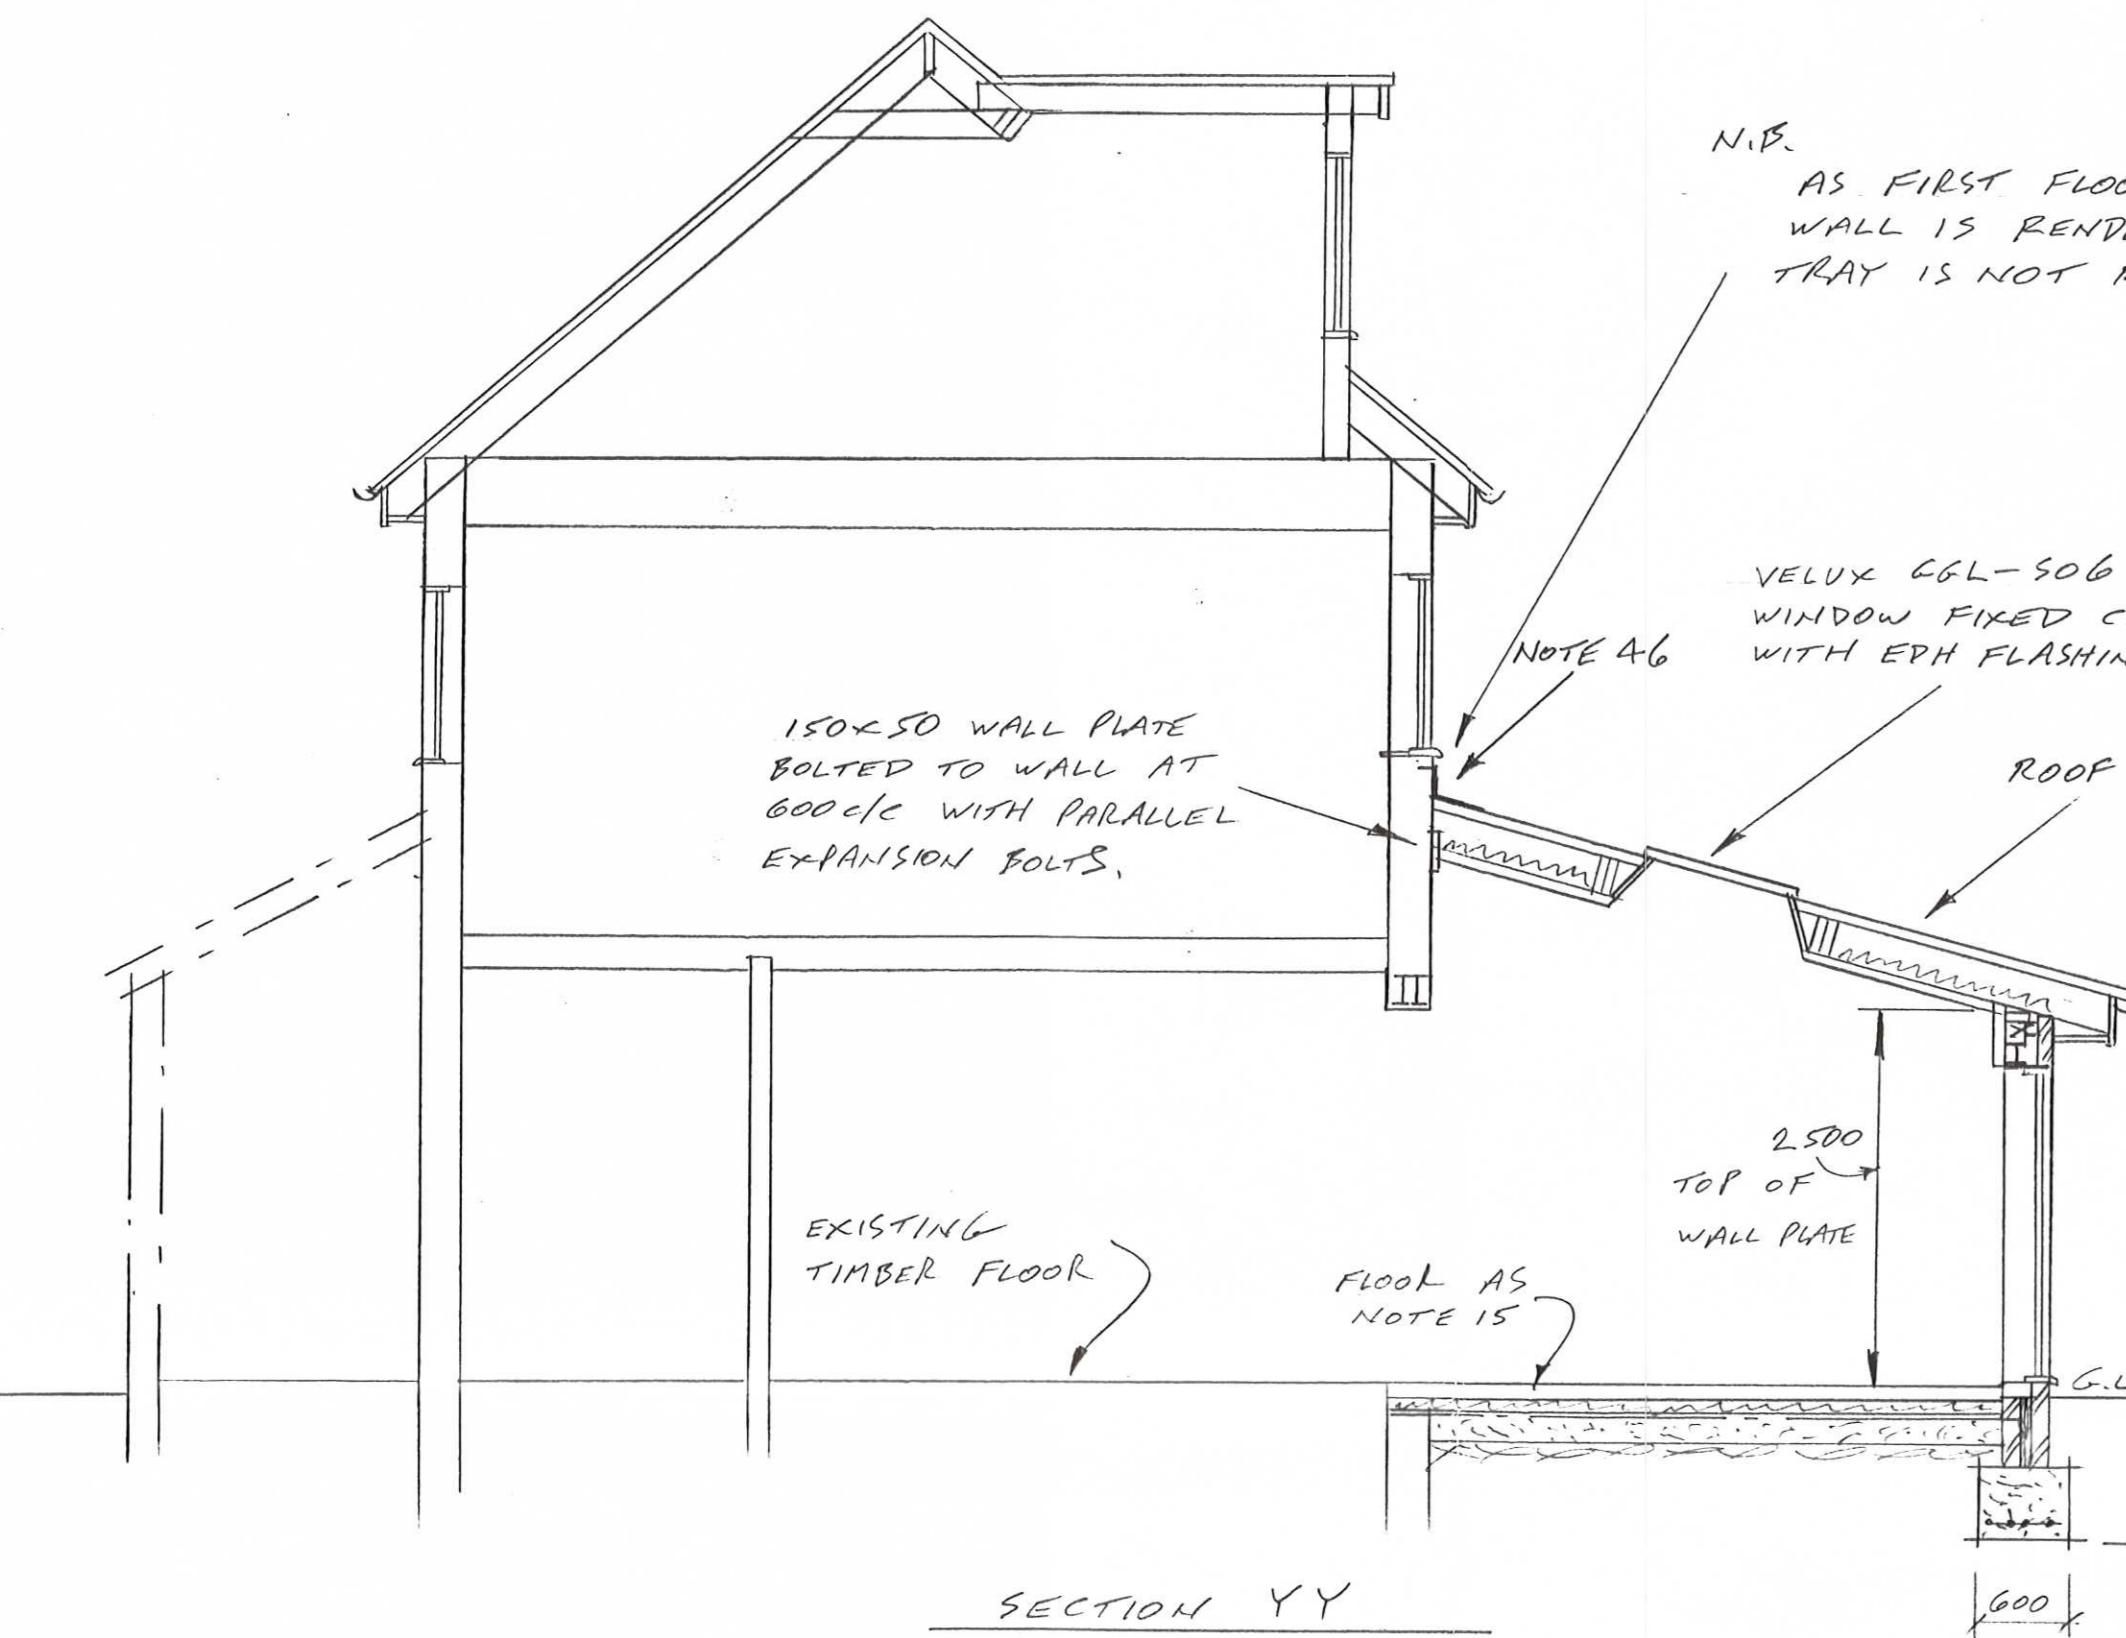 N.B.
AS FIRST FLOO
WALL IS REND
TRAY IS NOT
VELUX GGL-S06
WINDOW FIXED C
WITH EDH FLASHIN
NOTE 46
ROOF
150x50 WALL PLATE
BOLTED TO WALL AT
600 c/c WITH PARALLEL
EXPANSION BOLTS.
2500
TOP OF
WALL PLATE
EXISTING
TIMBER FLOOR
FLOOR AS
NOTE 15
G.L
600
SECTION YY